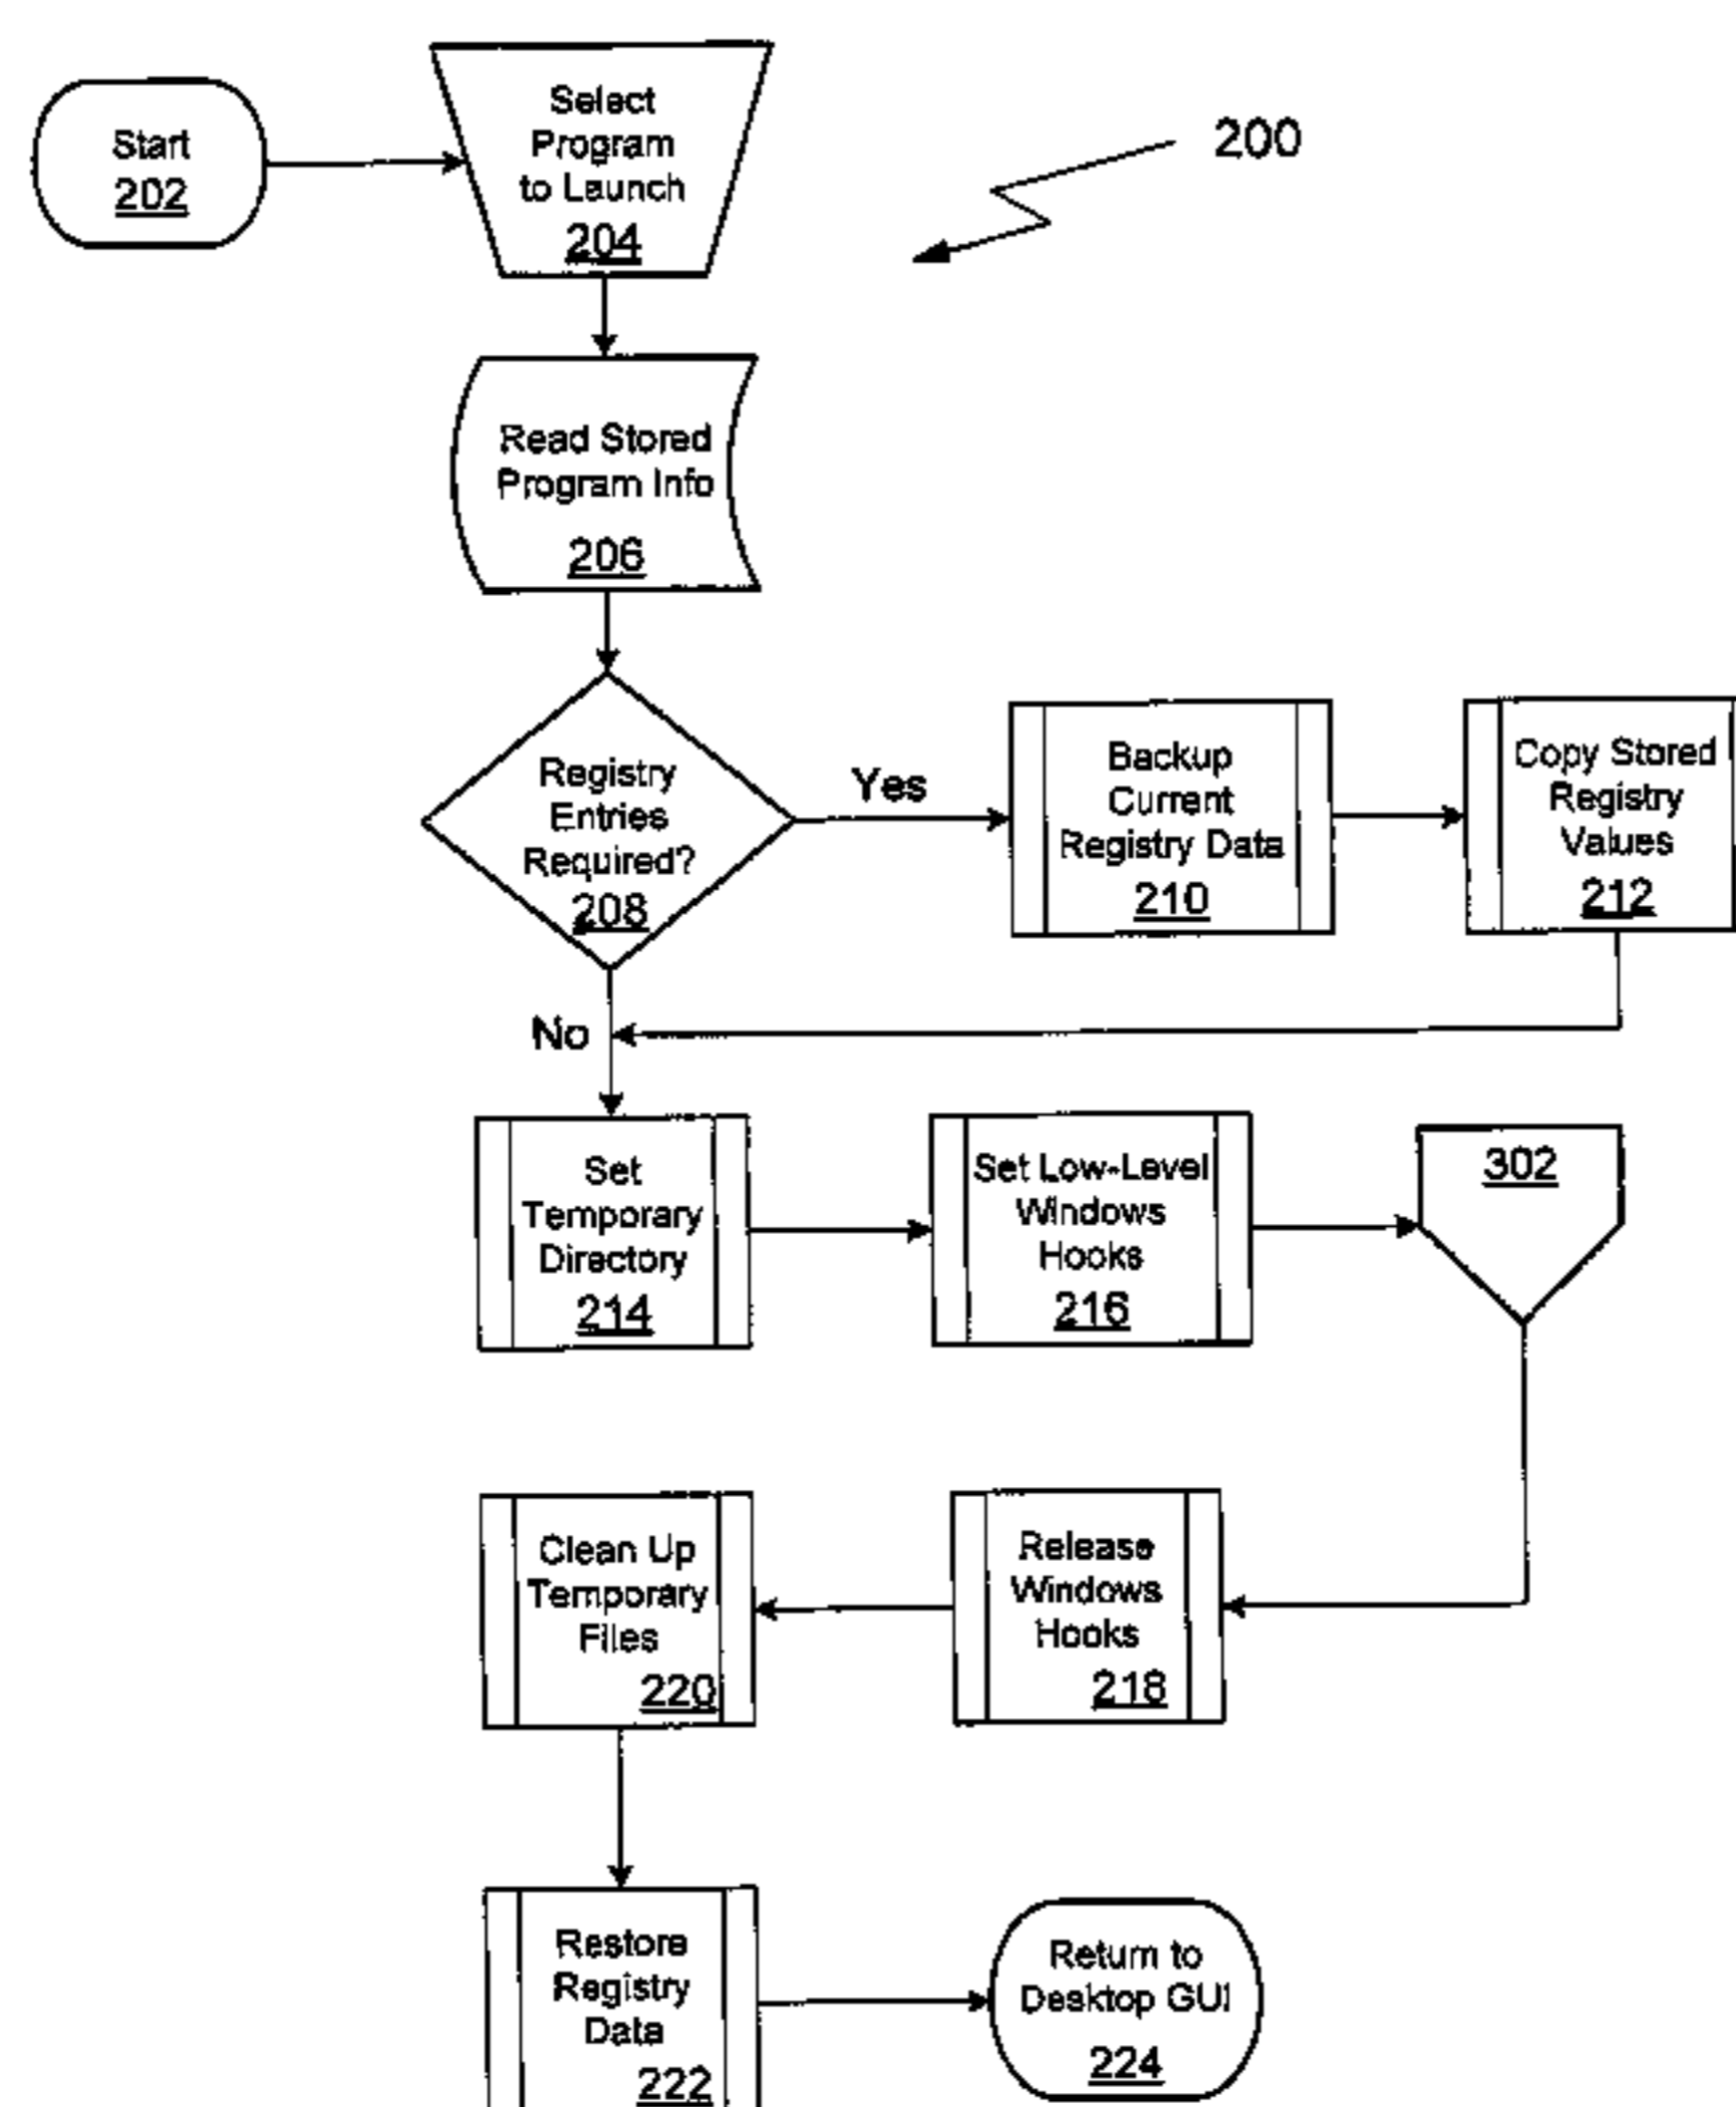 Start
202
Select
Program
to Launch
204
200
Read Stored
Program Info
206
Registry
Entries
Required?
208
Yes
Backup
Current
Registry Data
210
Copy Stored
Registry
Values
212
No
Set
Temporary
Directory
214
Set Low-Level
Windows
Hooks
216
302
Clean Up
Temporary
Files
220
Release
Windows
Hooks
218
Restore
Registry
Data
222
Return to
Desktop GUI
224